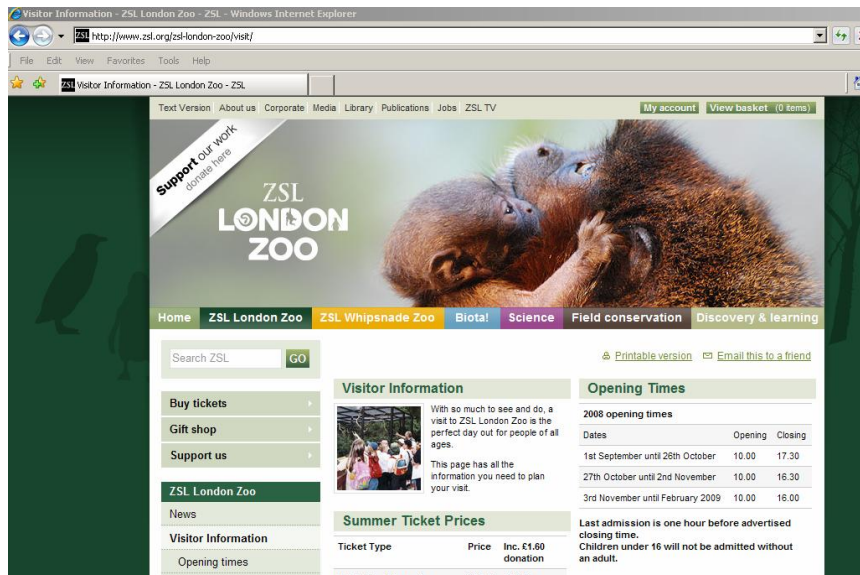 Visitor Information - ZSL London Zoo - ZSL - Windows Internet Explorer
ZSL http://www.zsl.org/zsl-london-zoo/visit/
File Edit View Favorites Tools Help
ZSL Visitor Information - ZSL London Zoo - ZSL
Text Version About us Corporate Media Library Publications Jobs ZSL TV
My account View basket (0 items)
Support our work
donate here
ZSL
LONDON
ZOO
Home ZSL London Zoo ZSL Whipsnade Zoo Biota! Science Field conservation Discovery & learning
Search ZSL GO
Printable version Email this to a friend
Buy tickets
Gift shop
Support us
ZSL London Zoo
News
Visitor Information
Opening times
Visitor Information
With so much to see and do, a
visit to ZSL London Zoo is the
perfect day out for people of all
ages.
This page has all the
information you need to plan
your visit.
Summer Ticket Prices
Ticket Type Price Inc. £1.60
donation
Opening Times
2008 opening times
Dates Opening Closing
1st September until 26th October 10.00 17.30
27th October until 2nd November 10.00 16.30
3rd November until February 2009 10.00 16.00
Last admission is one hour before advertised
closing time.
Children under 16 will not be admitted without
an adult.